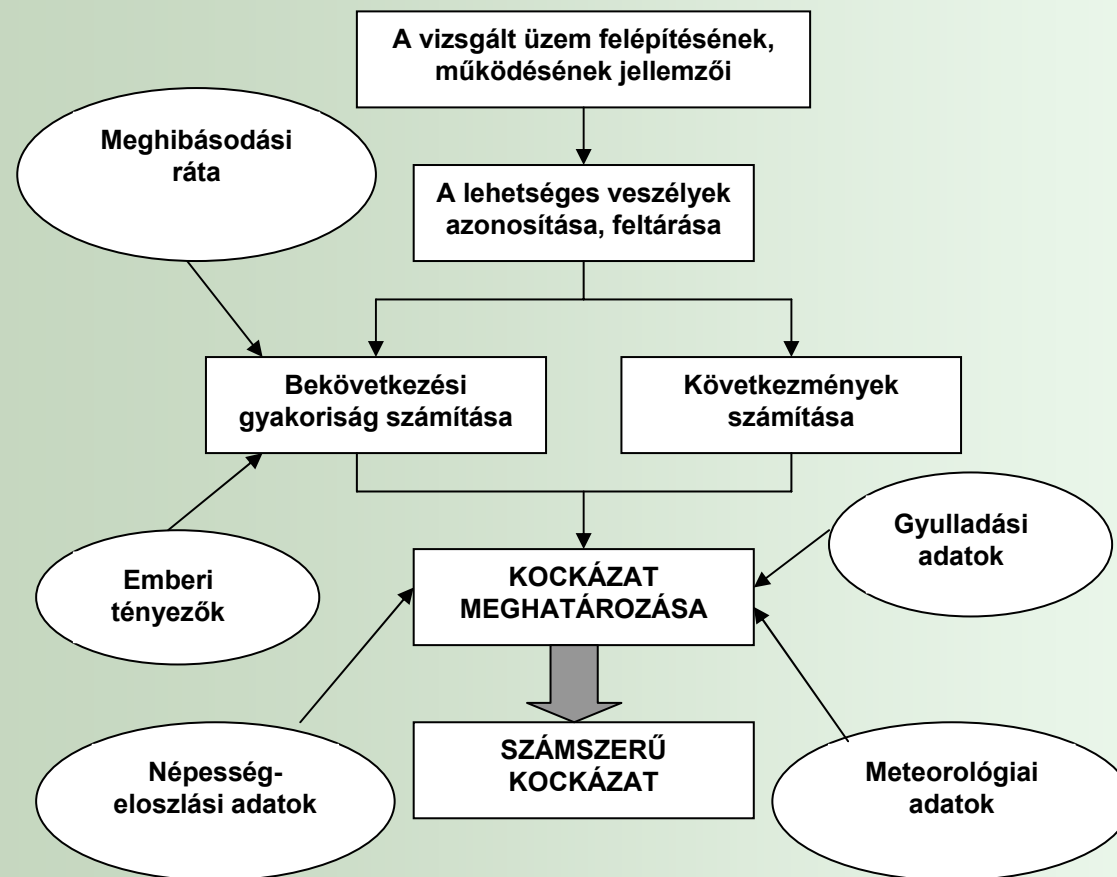 A vizsgált üzem felépítésének,
működésének jellemzői
Meghibásodási
ráta
A lehetséges veszélyek
azonosítása, feltárása
Bekövetkezési
gyakoriság számítása
Következmények
számítása
Emberi
tényezők
Gyulladási
adatok
KOCKÁZAT
MEGHATÁROZÁSA
Népesség-
eloszlási adatok
SZÁMSZERŰ
KOCKÁZAT
Meteorológiai
adatok